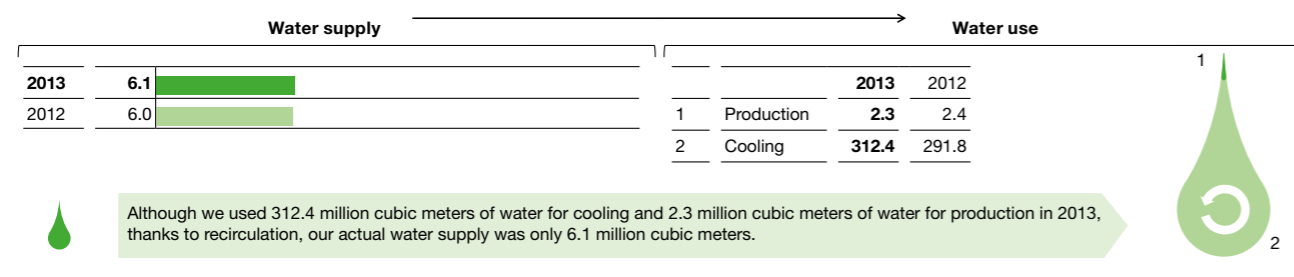 Water supply
Water use
2013 6.1
2012 6.0
2013 2012
1 Production 2.3 2.4
2 Cooling 312.4 291.8
1
2
Although we used 312.4 million cubic meters of water for cooling and 2.3 million cubic meters of water for production in 2013,
thanks to recirculation, our actual water supply was only 6.1 million cubic meters.